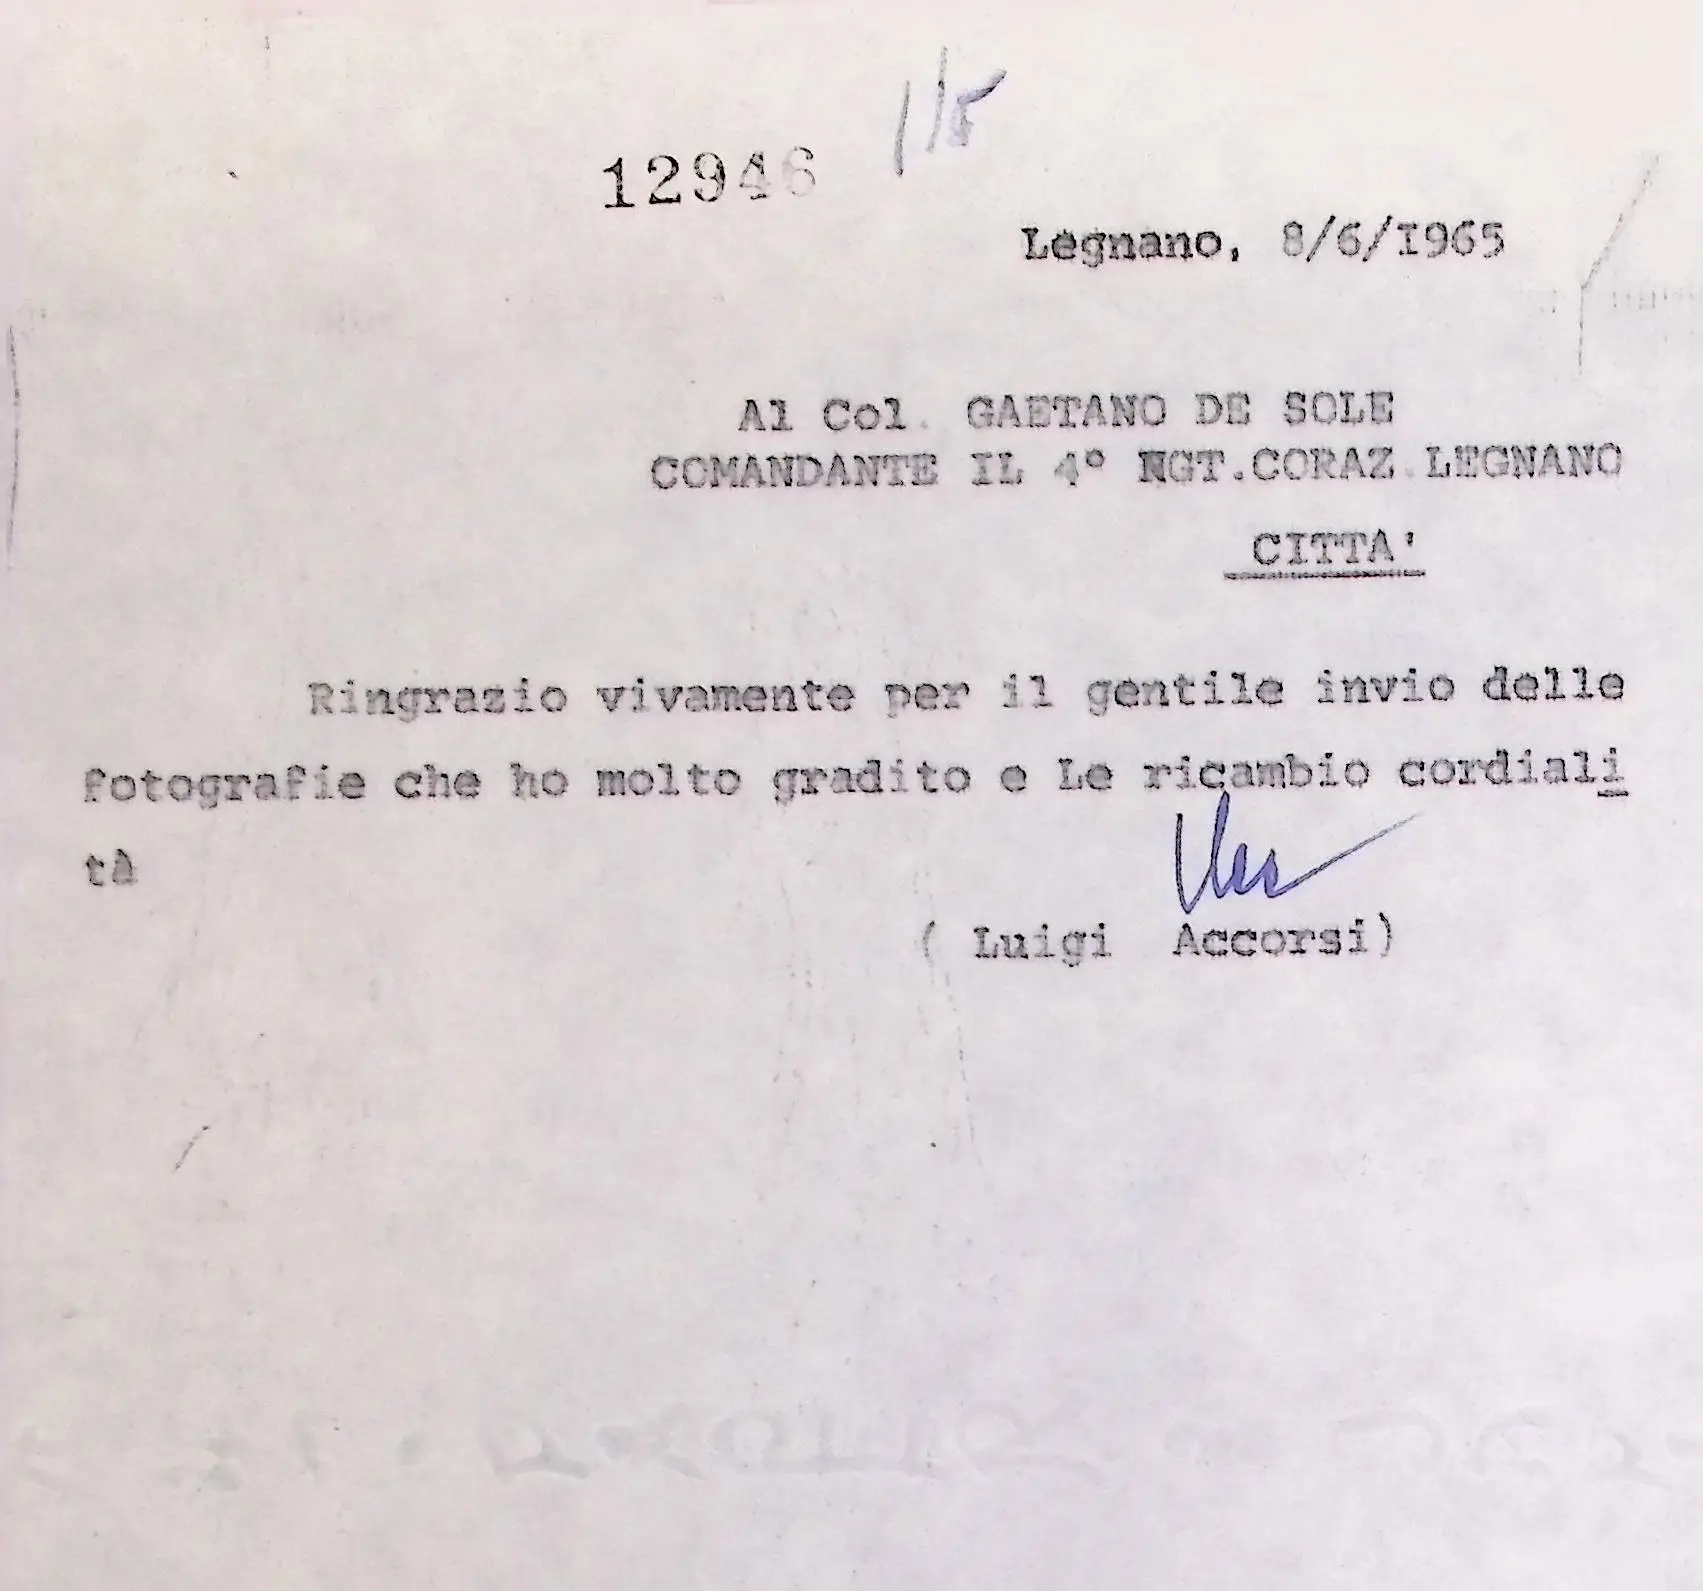 12946
Legnano, 8/6/I965
Al Col. GAETANO DE SOLE
COMANDANTE IL 4° RGT.CORAZ.LEGNANO
CITTA'
Ringrazio vivamente per il gentile invio delle
fotografie che ho molto gradito e Le ricambio cordiali
tà
( Luigi Accorsi)